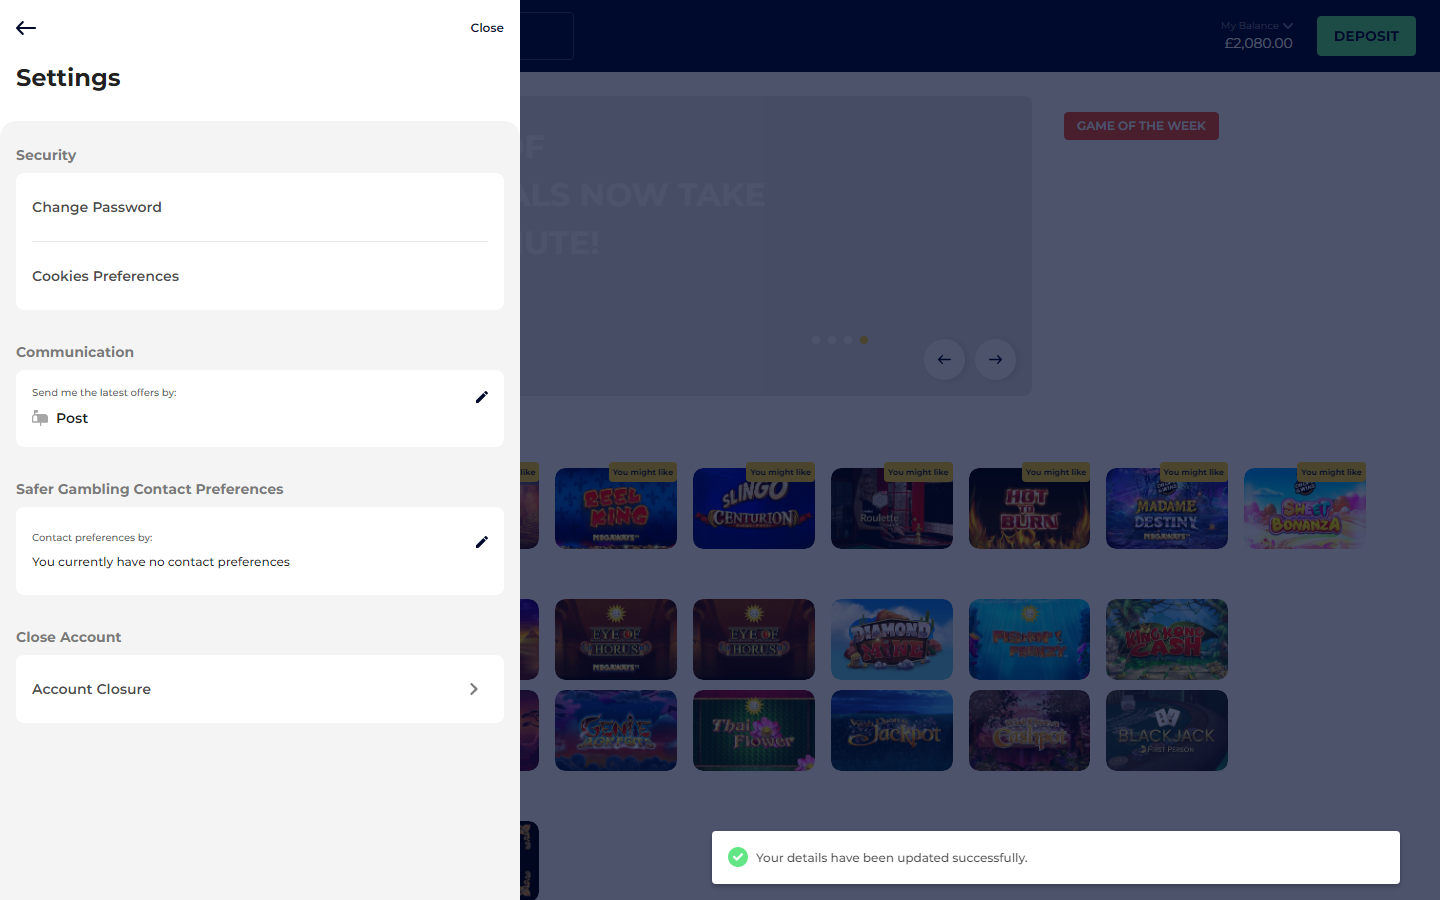 Close
Settings
Security
Change Password
Cookies Preferences
Communication
Send me the latest offers by:
Post
Safer Gambling Contact Preferences
Contact preferences by:
You currently have no contact preferences
Close Account
Account Closure
My Balance
£2,080.00
DEPOSIT
OF
ALS NOW TAKE
UTE!
GAME OF THE WEEK
like
You might like
You might like
You might like
You might like
You might like
You might like
REEL
KING
MEGAWAYS
SLINGO
CENTURION
Roulette
HOT
TO
BURN
MADAME
DESTINY
MEGAWAYS
SWEET
BONANZA
EYE OF
HORUS
MEGAWAYS
EYE OF
HORUS
DIAMOND
MINE
FISHIN'
FRENZY
KING KONG
CASH
GENIE
JACKPOTS
Thai
Flower
Jackpot
BLACKJACK
FIRST PERSON
Your details have been updated successfully.